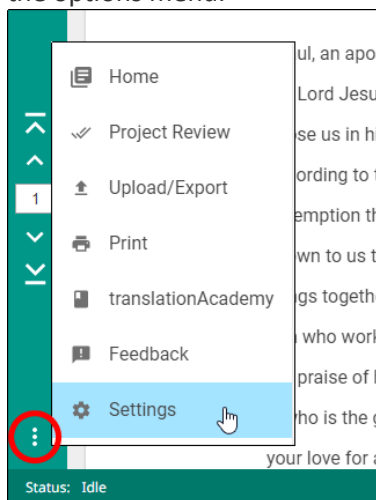 the options menu.
ul, an apo
Home
Lord Jesu
Project Review
se us in hi
Upload/Export
ording to
1
emption th
Print
wn to us t
translationAcademy
gs togeth
who work
Feedback
praise of
Settings
ho is the g
your love for a
Status: Idle